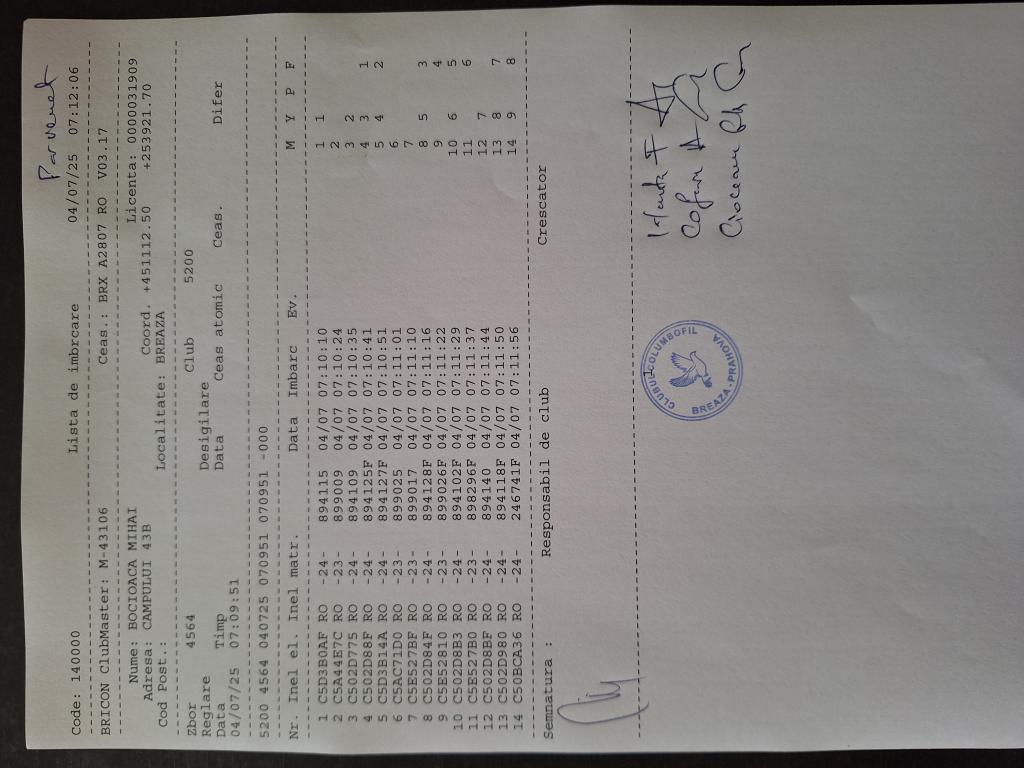 Code: 140000 Lista de imbrcare 04/07/25 07:12:06
BRICON ClubMaster: M-43106 Ceas.: BRX A2807 RO V03.17
Nume: BOCIOACA MIHAI Licenta: 0000031909
Adresa: CAMPULUI 43B Coord. +451112.50 +253921.70
Cod Post.: Localitate: BREAZA
Zbor 4564 Club 5200
Reglare Desigilare
Data Timp Data Ceas atomic Ceas. Difer
04/07/25 07:09:51
5200 4564 040725 070951 070951 -000
Nr. Inel el. Inel matr. Data Imbarc Ev. M Y P F
1 C5D3B0AF RO -24- 894115 04/07 07:10:10 1 1
2 C5A44E7C RO -23- 899009 04/07 07:10:24 2
3 C502D775 RO -24- 894109 04/07 07:10:35 3 2
4 C502D88F RO -24- 894125F 04/07 07:10:41 4 3 1
5 C5D3B14A RO -24- 894127F 04/07 07:10:51 5 4 2
6 C5AC71D0 RO -23- 899025 04/07 07:11:01 6
7 C5E527BF RO -23- 899017 04/07 07:11:10 7
8 C502D84F RO -24- 894128F 04/07 07:11:16 8 5 3
9 C5E52810 RO -23- 899026F 04/07 07:11:22 9 4
10 C502D8B3 RO -24- 894102F 04/07 07:11:29 10 6 5
11 C5E527B0 RO -23- 898296F 04/07 07:11:37 11 6
12 C502D8BF RO -24- 894140 04/07 07:11:44 12 7
13 C502D980 RO -24- 894118F 04/07 07:11:50 13 8 7
14 C50BCA36 RO -24- 246741F 04/07 07:11:56 14 9 8
Semnatura : Responsabil de club Crescator
CLUBUL COLUMBOFIL
BREAZA-PRAHOVA